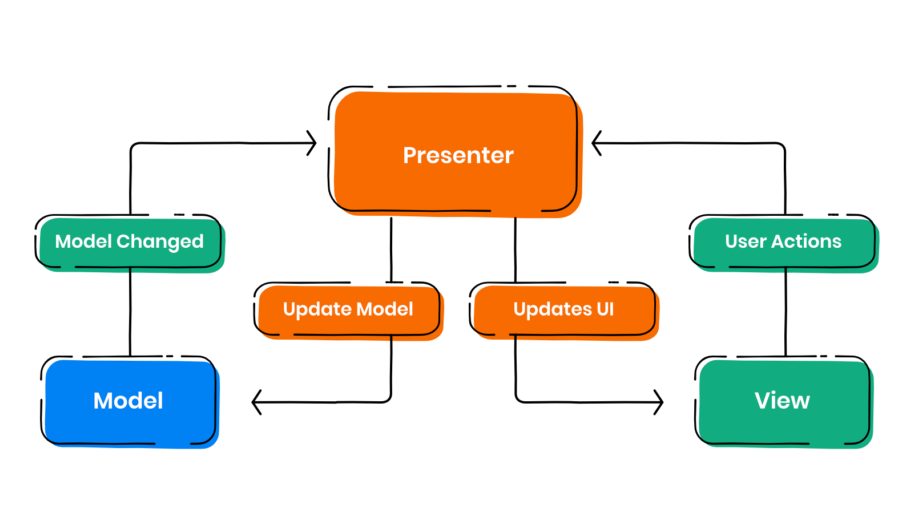 Presenter
Model Changed
User Actions
Update Model
Updates UI
Model
View